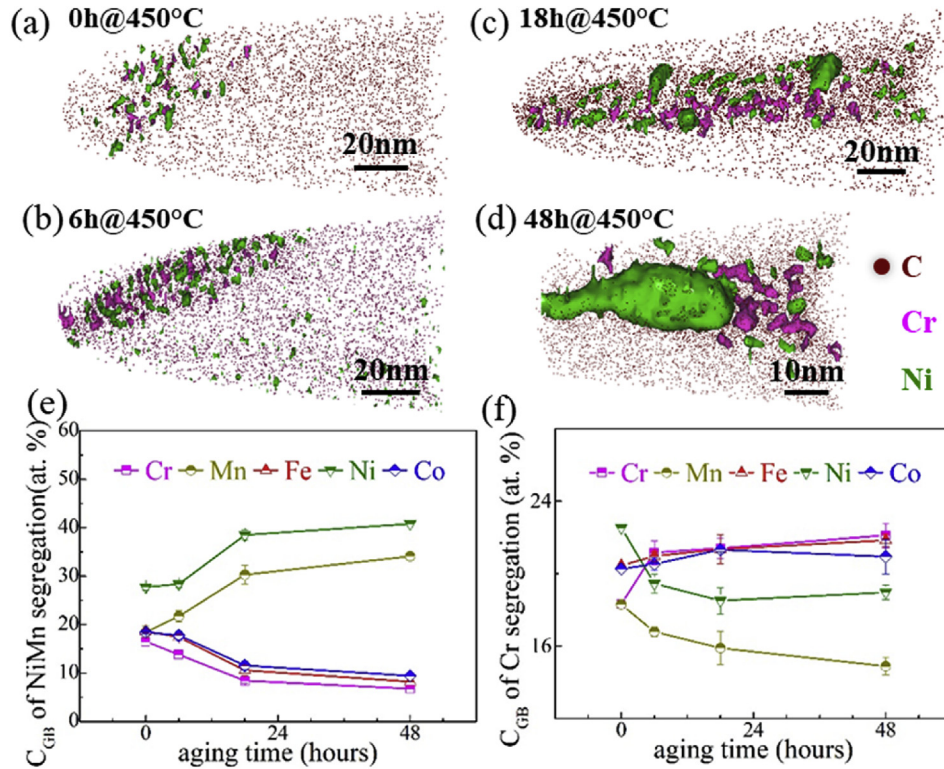 (a) 0h@450°C
20nm
(c) 18h@450°C
20nm
(b) 6h@450°C
20nm
(d) 48h@450°C
10nm
C
Cr
Ni
(e)
C_GB of NiMn segregation(at. %)
60
50
40
30
20
10
0
Cr Mn Fe Ni Co
0 24 48
aging time (hours)
(f)
C_GB of Cr segregation (at. %)
24
16
Cr Mn Fe Ni Co
0 24 48
aging time (hours)